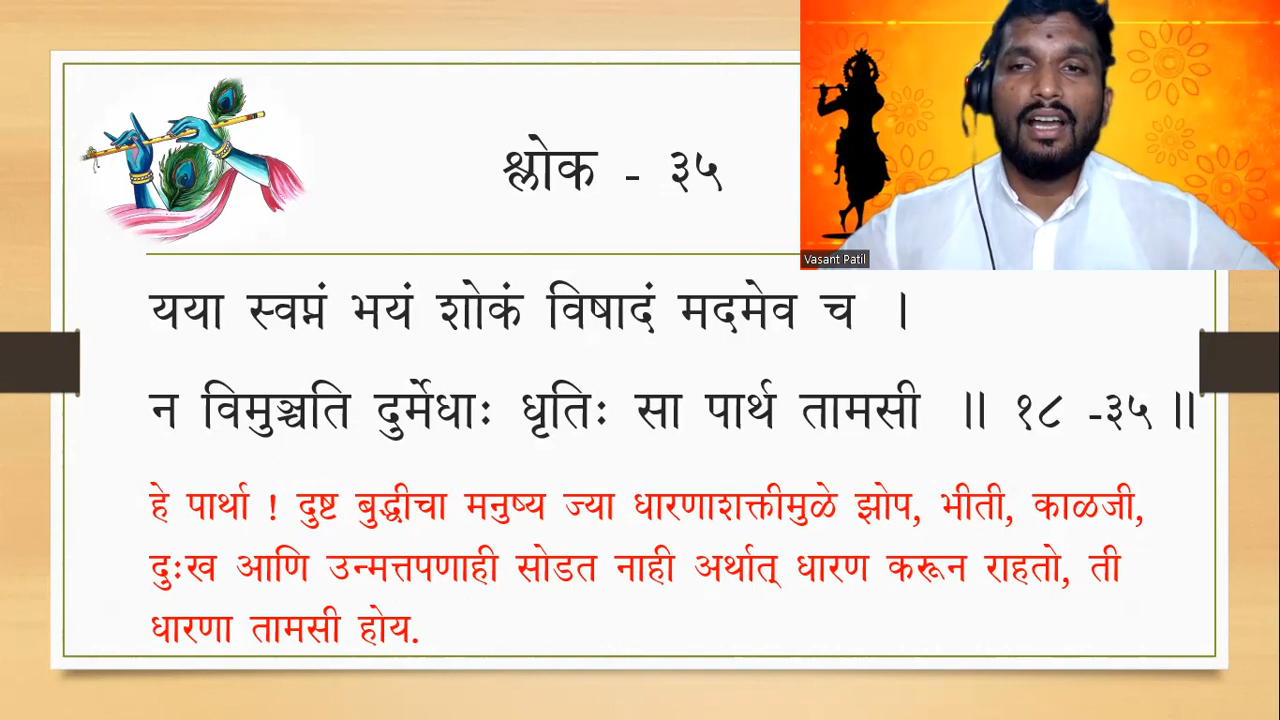 श्लोक - ३५
Vasant Patil
यया स्वप्नं भयं शोकं विषादं मदमेव च ।
न विमुञ्चति दुर्मेधाः धृतिः सा पार्थ तामसी ॥ १८ -३५ ॥
हे पार्था ! दुष्ट बुद्धीचा मनुष्य ज्या धारणाशक्तीमुळे झोप, भीती, काळजी,
दुःख आणि उन्मत्तपणाही सोडत नाही अर्थात् धारण करून राहतो, ती
धारणा तामसी होय.